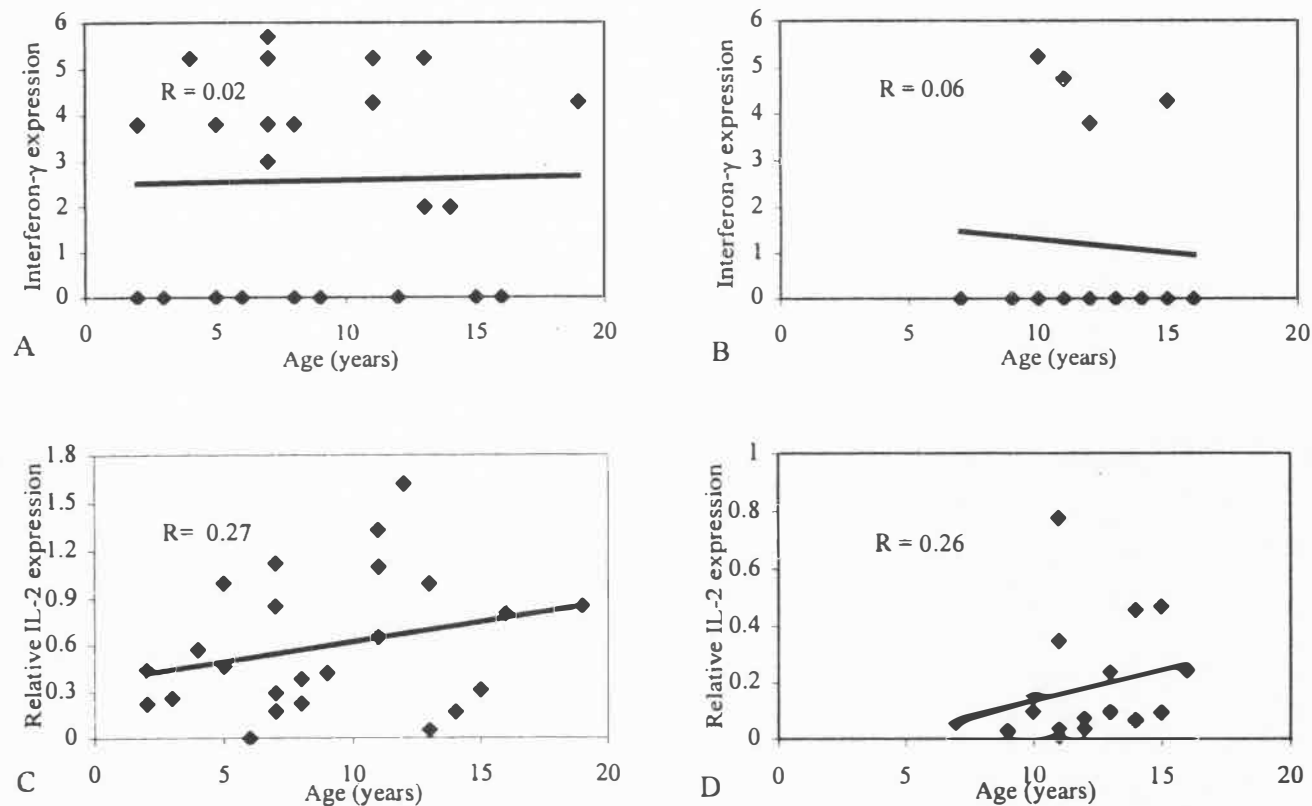 Interferon-γ expression
6
5
4
3
2
1
0
R = 0.02
0
5
10
15
20
Age (years)
A
Interferon-γ expression
6
5
4
3
2
1
0
R = 0.06
0
5
10
15
20
Age (years)
B
Relative IL-2 expression
1.8
1.5
1.2
0.9
0.6
0.3
0
R= 0.27
0
5
10
15
20
Age (years)
C
Relative IL-2 expression
1
0.8
0.6
0.4
0.2
0
R = 0.26
0
5
10
15
20
Age (years)
D